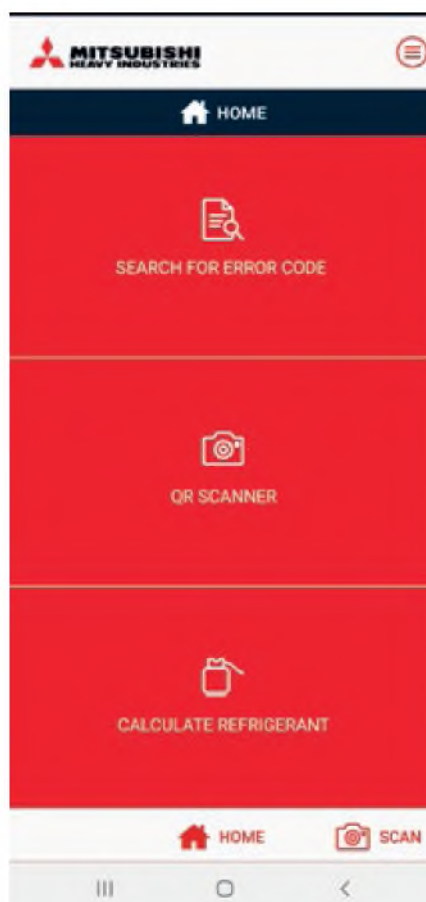 MITSUBISHI
HEAVY INDUSTRIES
HOME
SEARCH FOR ERROR CODE
QR SCANNER
CALCULATE REFRIGERANT
HOME
SCAN